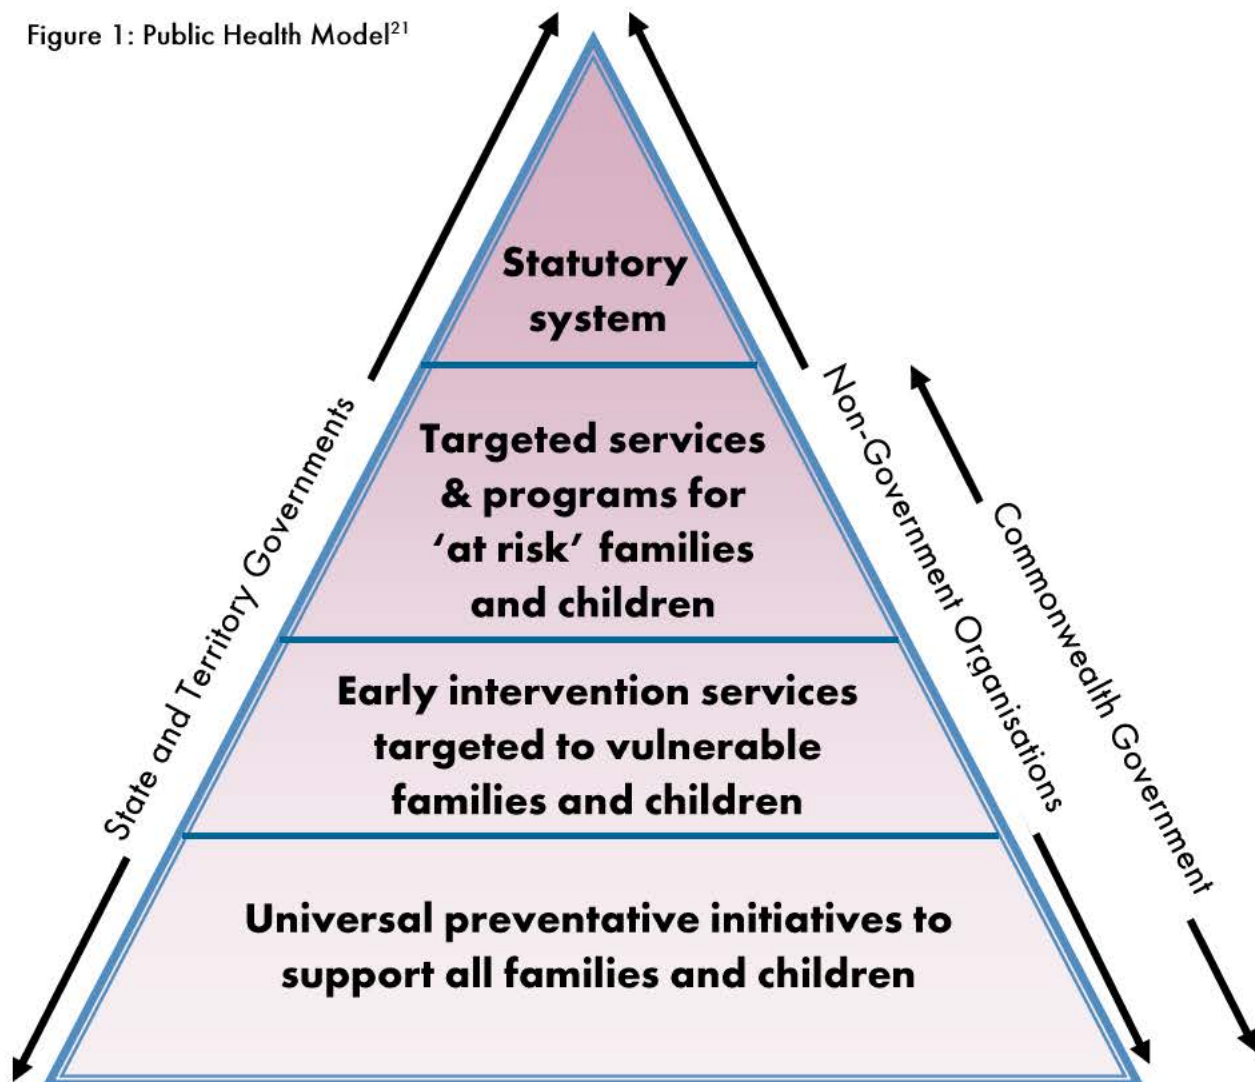 Figure 1: Public Health Model21
Statutory
system
Targeted services
& programs for
‘at risk’ families
and children
Early intervention services
targeted to vulnerable
families and children
Universal preventative initiatives to
support all families and children
State and Territory Governments
Non-Government Organisations
Commonwealth Government